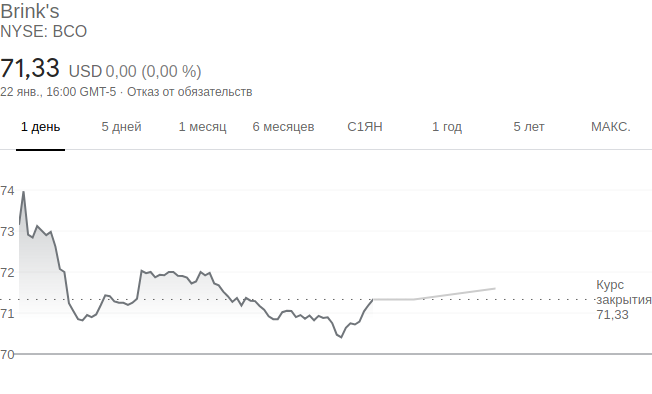 Brink's
NYSE: BCO
71,33 USD 0,00 (0,00 %)
22 янв., 16:00 GMT-5 · Отказ от обязательств
1 день 5 дней 1 месяц 6 месяцев С1ЯН 1 год 5 лет МАКС.
74
73
72
71
70
Курс
закрытия
71,33